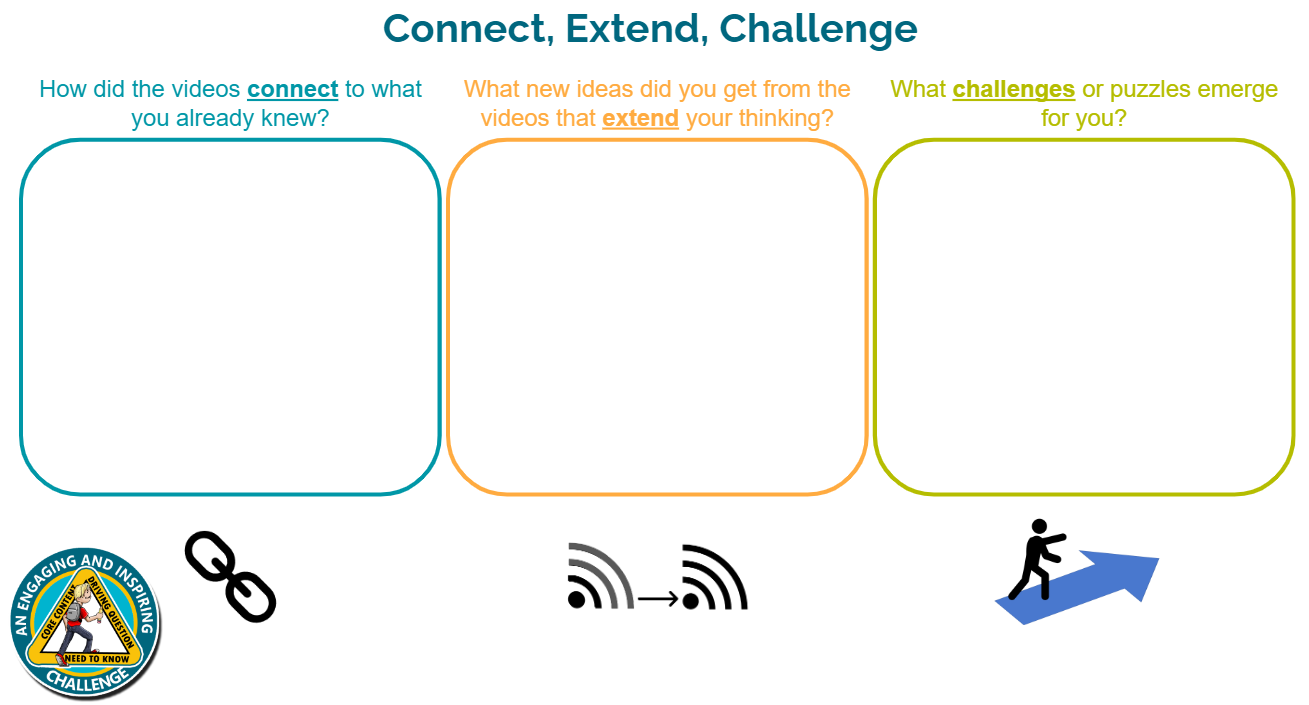 Connect, Extend, Challenge
How did the videos connect to what
you already knew?
What new ideas did you get from the
videos that extend your thinking?
What challenges or puzzles emerge
for you?
AN ENGAGING AND INSPIRING
CORE CONTENT
DRIVING QUESTION
NEED TO KNOW
CHALLENGE